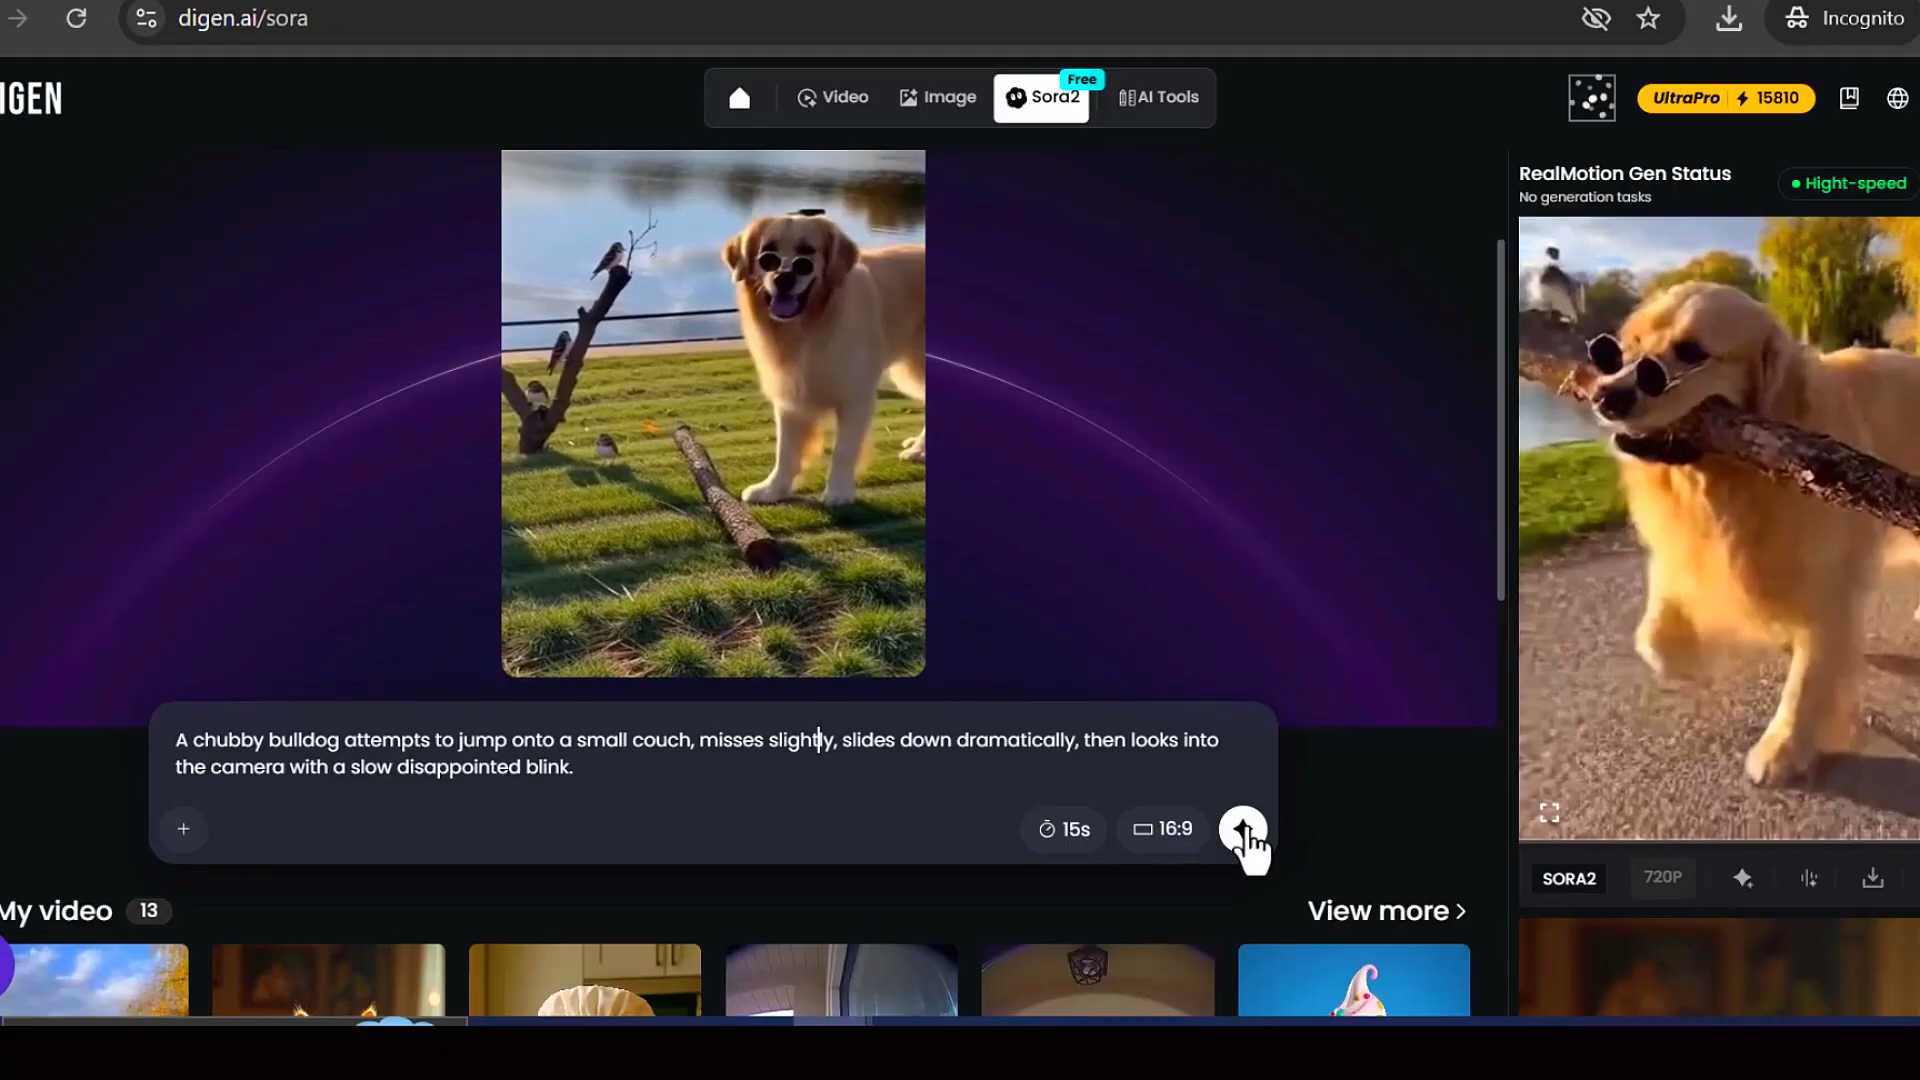 digen.ai/sora
Incognito
IGEN
Video
Image
Sora2
Free
AI Tools
UltraPro
15810
RealMotion Gen Status
No generation tasks
Hight-speed
A chubby bulldog attempts to jump onto a small couch, misses slightly, slides down dramatically, then looks into
the camera with a slow disappointed blink.
15s
16:9
SORA2
720P
My video
13
View more